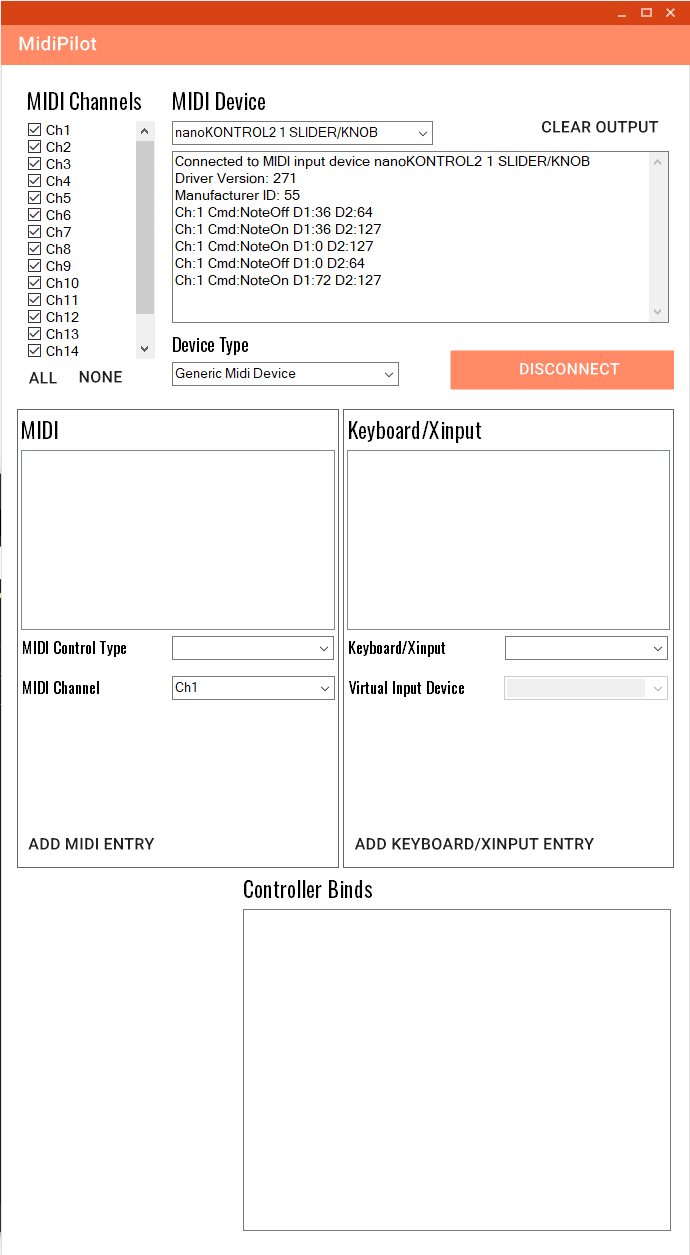 MidiPilot
MIDI Channels
Ch1
Ch2
Ch3
Ch4
Ch5
Ch6
Ch7
Ch8
Ch9
Ch10
Ch11
Ch12
Ch13
Ch14
ALL NONE
MIDI Device
nanoKONTROL2 1 SLIDER/KNOB
CLEAR OUTPUT
Connected to MIDI input device nanoKONTROL2 1 SLIDER/KNOB
Driver Version: 271
Manufacturer ID: 55
Ch:1 Cmd:NoteOff D1:36 D2:64
Ch:1 Cmd:NoteOn D1:36 D2:127
Ch:1 Cmd:NoteOn D1:0 D2:127
Ch:1 Cmd:NoteOff D1:0 D2:64
Ch:1 Cmd:NoteOn D1:72 D2:127
Device Type
Generic Midi Device
DISCONNECT
MIDI
MIDI Control Type
MIDI Channel Ch1
ADD MIDI ENTRY
Keyboard/Xinput
Keyboard/Xinput
Virtual Input Device
ADD KEYBOARD/XINPUT ENTRY
Controller Binds